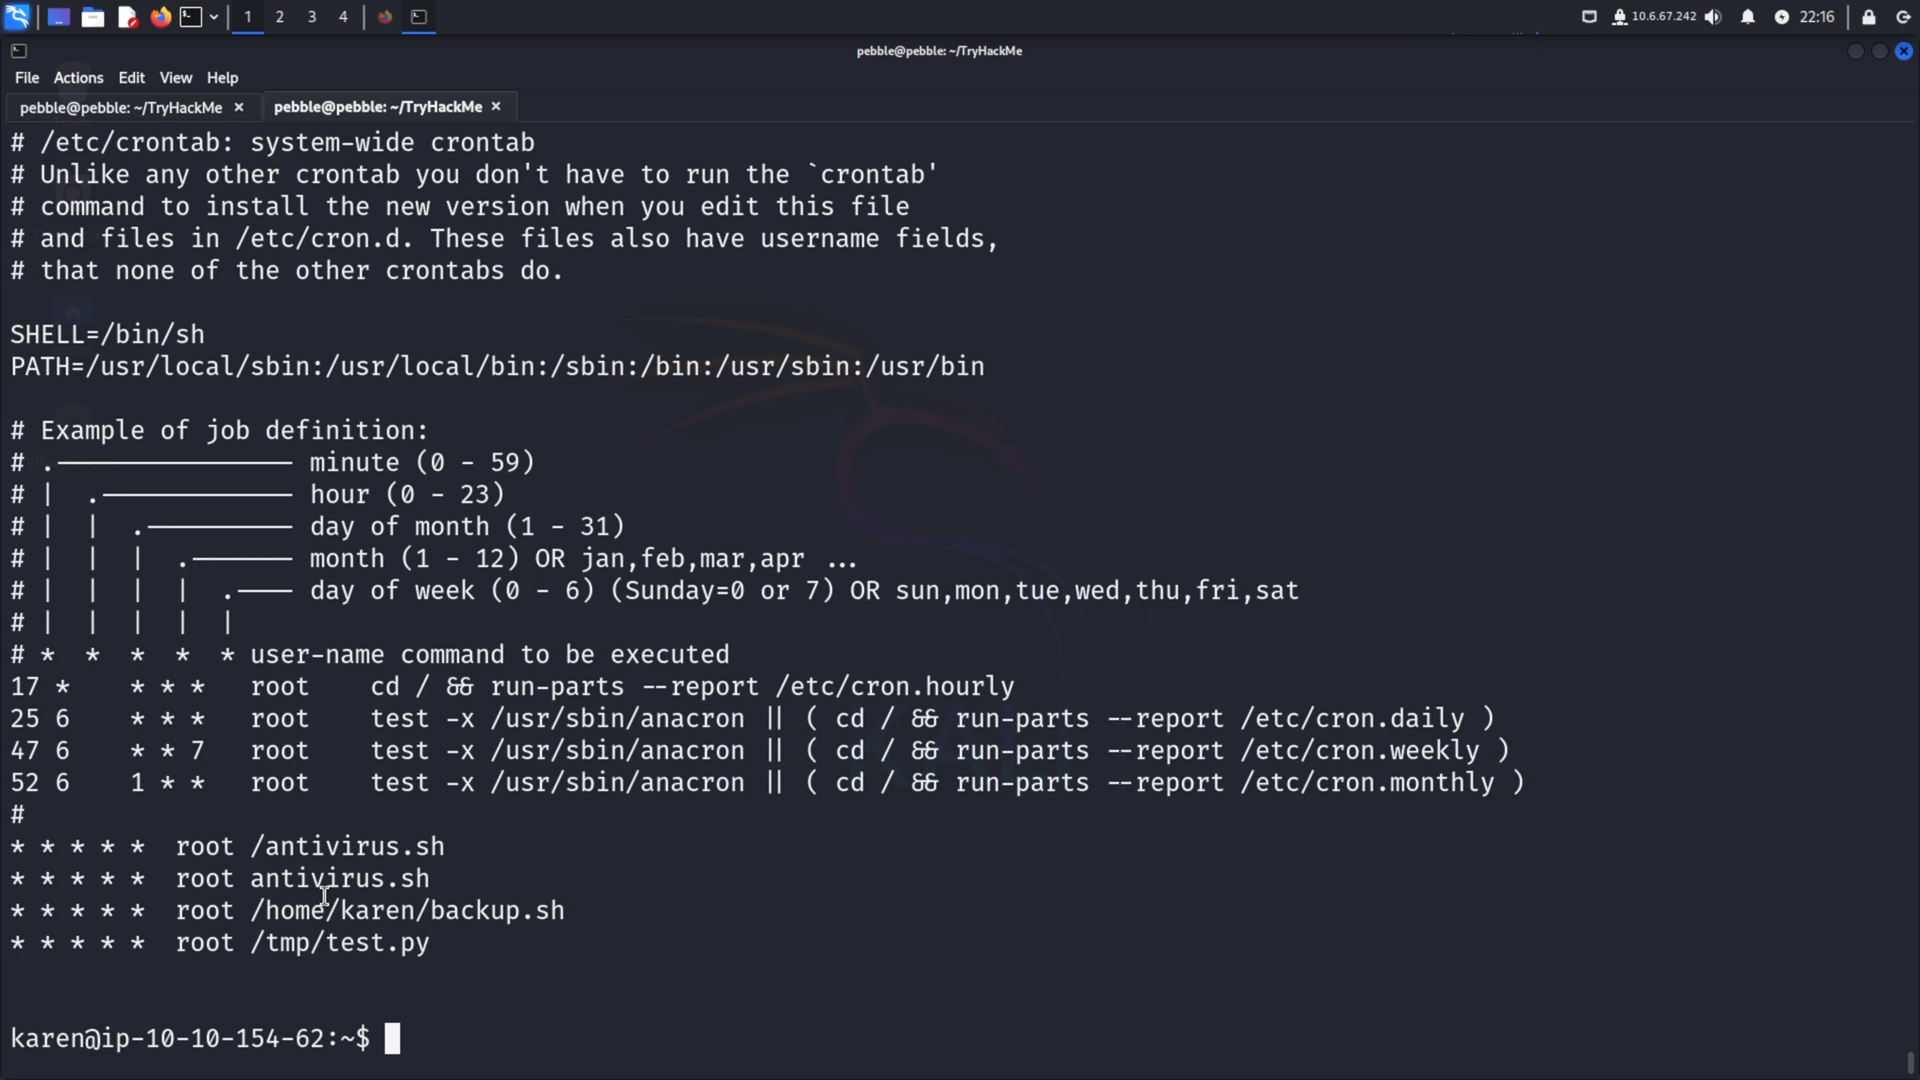 1 2 3 4 10.6.67.242 22:16
pebble@pebble: ~/TryHackMe
File Actions Edit View Help
pebble@pebble: ~/TryHackMe × pebble@pebble: ~/TryHackMe ×
# /etc/crontab: system-wide crontab
# Unlike any other crontab you don't have to run the `crontab'
# command to install the new version when you edit this file
# and files in /etc/cron.d. These files also have username fields,
# that none of the other crontabs do.
SHELL=/bin/sh
PATH=/usr/local/sbin:/usr/local/bin:/sbin:/bin:/usr/sbin:/usr/bin
# Example of job definition:
# .---------------- minute (0 - 59)
# |  .------------- hour (0 - 23)
# |  |  .---------- day of month (1 - 31)
# |  |  |  .------- month (1 - 12) OR jan,feb,mar,apr ...
# |  |  |  |  .---- day of week (0 - 6) (Sunday=0 or 7) OR sun,mon,tue,wed,thu,fri,sat
# |  |  |  |  |
# *  *  *  *  * user-name command to be executed
17 *    * * *   root    cd / && run-parts --report /etc/cron.hourly
25 6    * * *   root    test -x /usr/sbin/anacron || ( cd / && run-parts --report /etc/cron.daily )
47 6    * * 7   root    test -x /usr/sbin/anacron || ( cd / && run-parts --report /etc/cron.weekly )
52 6    1 * *   root    test -x /usr/sbin/anacron || ( cd / && run-parts --report /etc/cron.monthly )
#
* * * * *  root /antivirus.sh
* * * * *  root antivirus.sh
* * * * *  root /home/karen/backup.sh
* * * * *  root /tmp/test.py
karen@ip-10-10-154-62:~$